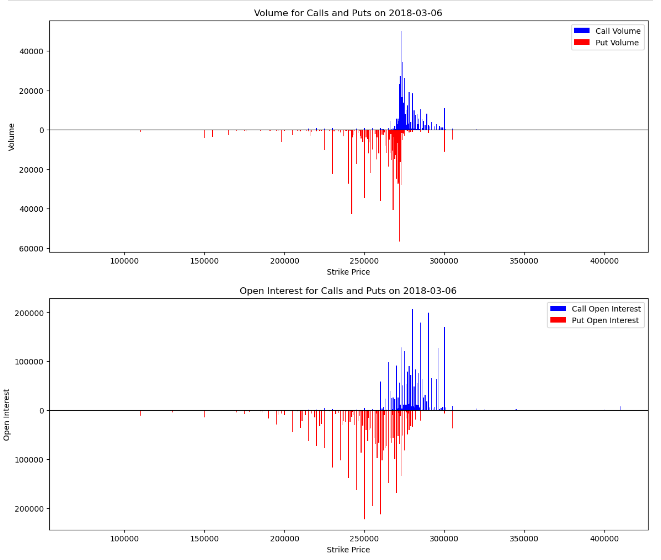 Volume for Calls and Puts on 2018-03-06
Call Volume
Put Volume
40000
20000
0
20000
40000
60000
Volume
100000 150000 200000 250000 300000 350000 400000
Strike Price
Open Interest for Calls and Puts on 2018-03-06
Call Open Interest
Put Open Interest
200000
100000
0
100000
200000
Open Interest
100000 150000 200000 250000 300000 350000 400000
Strike Price